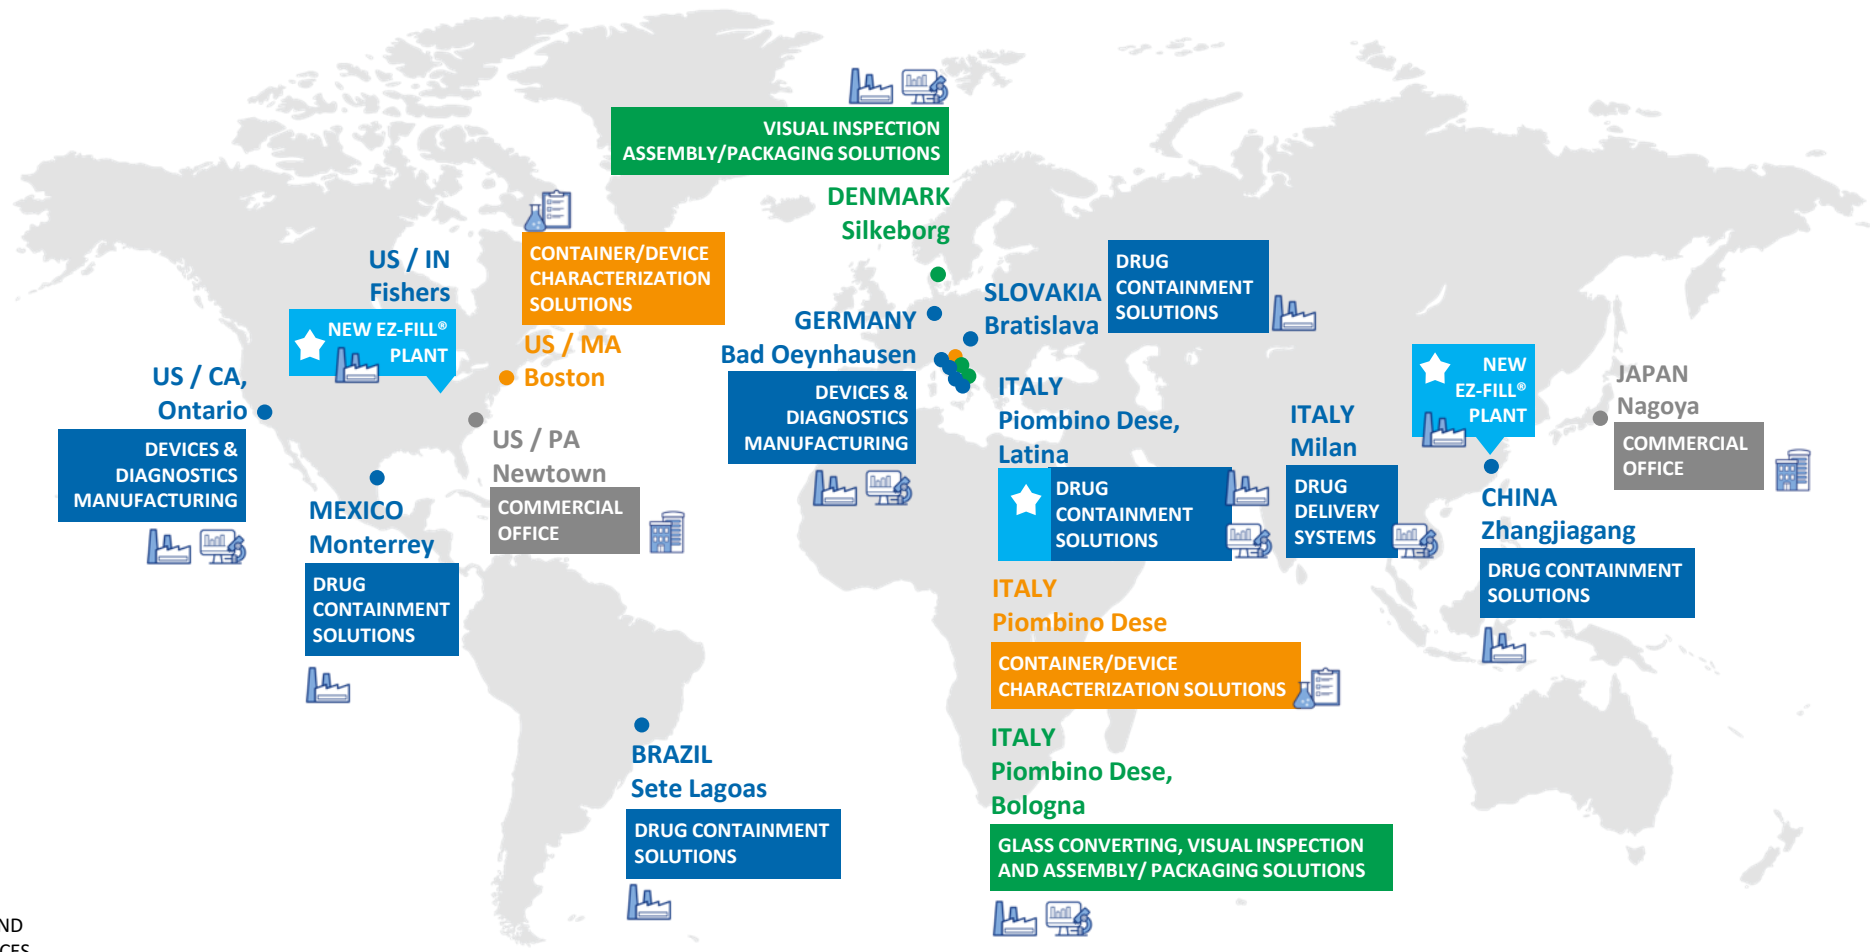 VISUAL INSPECTION
ASSEMBLY/PACKAGING SOLUTIONS
DENMARK
Silkeborg
CONTAINER/DEVICE
CHARACTERIZATION
SOLUTIONS
US / MA
Boston
US / IN
Fishers
NEW EZ-FILL®
PLANT
US / CA,
Ontario
DEVICES &
DIAGNOSTICS
MANUFACTURING
US / PA
Newtown
COMMERCIAL
OFFICE
MEXICO
Monterrey
DRUG
CONTAINMENT
SOLUTIONS
BRAZIL
Sete Lagoas
DRUG CONTAINMENT
SOLUTIONS
GERMANY
Bad Oeynhausen
DEVICES &
DIAGNOSTICS
MANUFACTURING
SLOVAKIA
Bratislava
DRUG
CONTAINMENT
SOLUTIONS
ITALY
Piombino Dese,
Latina
DRUG
CONTAINMENT
SOLUTIONS
ITALY
Milan
DRUG
DELIVERY
SYSTEMS
ITALY
Piombino Dese
CONTAINER/DEVICE
CHARACTERIZATION SOLUTIONS
ITALY
Piombino Dese,
Bologna
GLASS CONVERTING, VISUAL INSPECTION
AND ASSEMBLY/ PACKAGING SOLUTIONS
NEW
EZ-FILL®
PLANT
CHINA
Zhangjiagang
DRUG CONTAINMENT
SOLUTIONS
JAPAN
Nagoya
COMMERCIAL
OFFICE